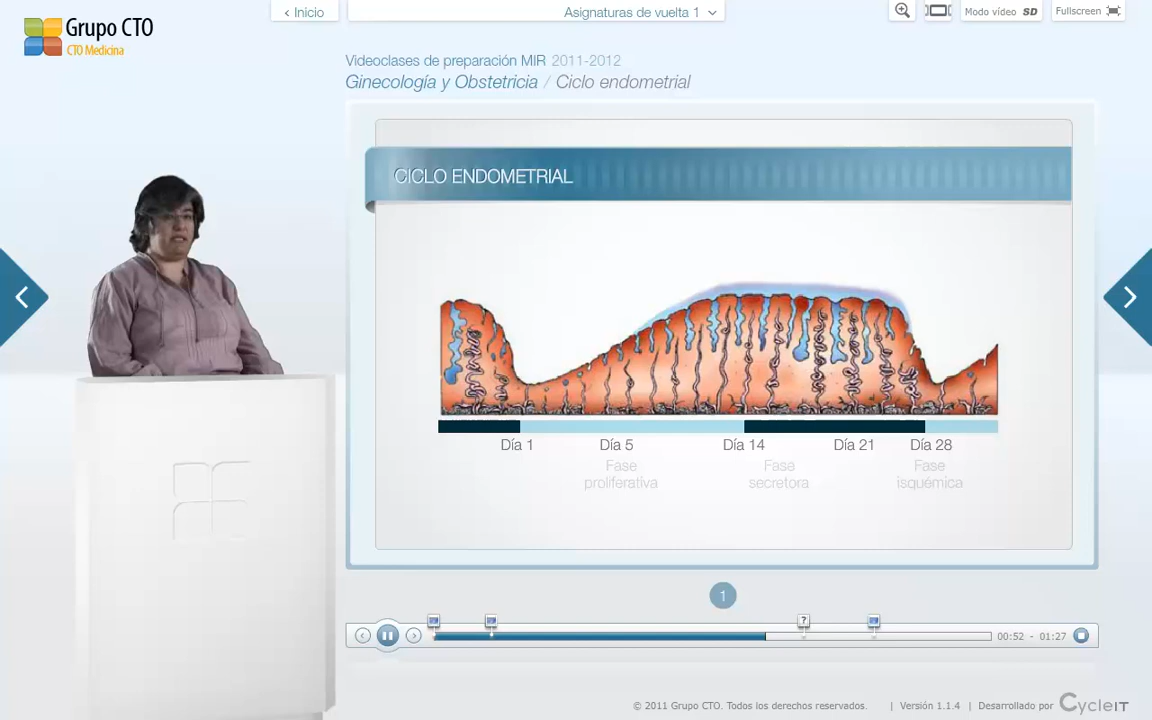 Grupo CTO
CTO Medicina
‹ Inicio
Asignaturas de vuelta 1
Modo vídeo SD
Fullscreen
Videoclases de preparación MIR 2011-2012
Ginecología y Obstetricia / Ciclo endometrial
CICLO ENDOMETRIAL
Día 1
Día 5
Día 14
Día 21
Día 28
Fase
proliferativa
Fase
secretora
Fase
isquémica
1
?
00:52 - 01:27
© 2011 Grupo CTO. Todos los derechos reservados. | Versión 1.1.4 | Desarrollado por CycleIT